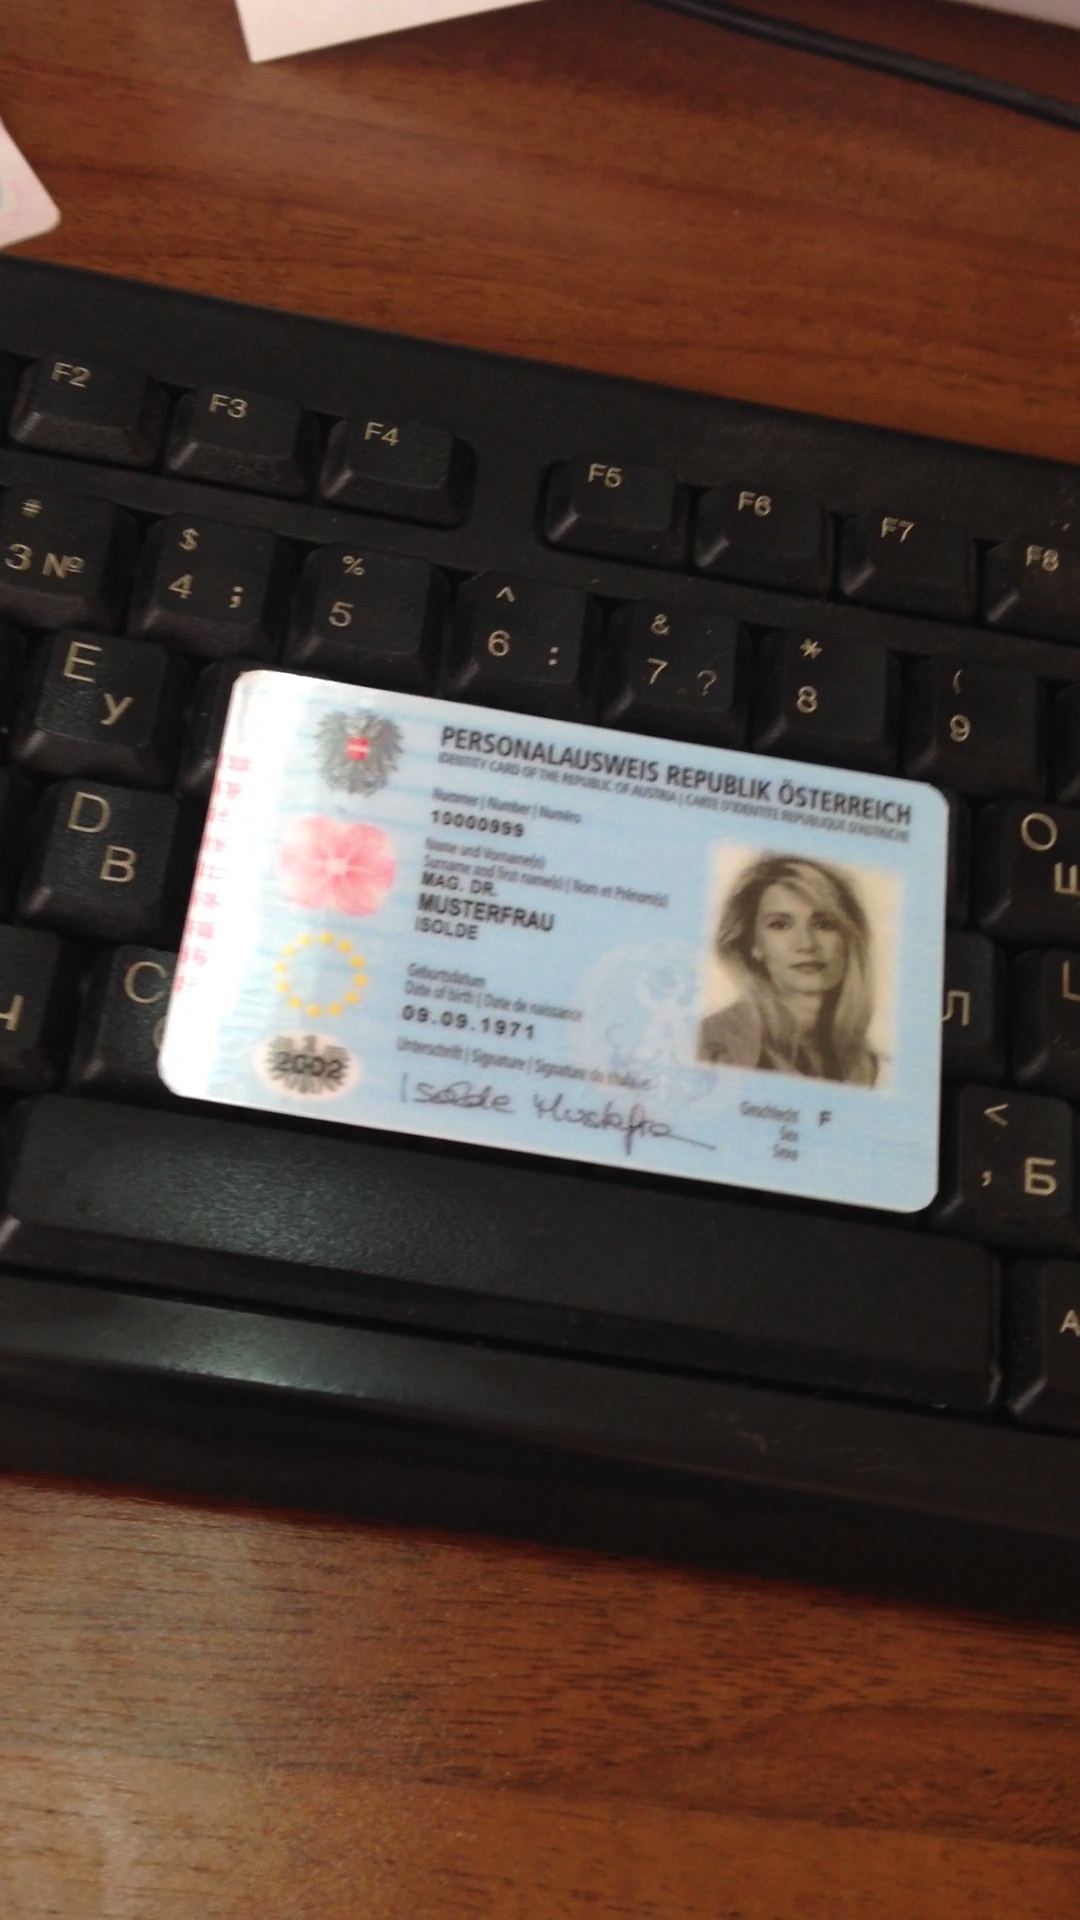 F2 F3 F4 F5 F6 F7 F8
# $ % ^ & * (
3 № 4 ; 5 6 : 7 ? 8 9
E У
D В
C
O Щ
Л
< , Б
PERSONALAUSWEIS REPUBLIK ÖSTERREICH
IDENTITY CARD OF THE REPUBLIC OF AUSTRIA | CARTE D'IDENTITÉ RÉPUBLIQUE D'AUTRICHE
Nummer | Number | Numéro
10000999
Name und Vorname(n)
Surname and first name(s) | Nom et Prénom(s)
MAG. DR.
MUSTERFRAU
ISOLDE
Geburtsdatum
Date of birth | Date de naissance
09.09.1971
Unterschrift | Signature | Signature du titulaire
Isolde Musterfra
2002
Geschlecht F
Sex
Sexe